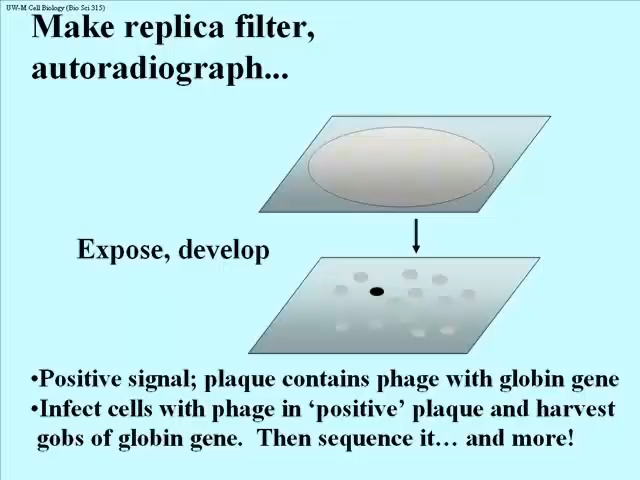 UW-M Cell Biology (Bio Sci 315)
Make replica filter,
autoradiograph...
Expose, develop
•Positive signal; plaque contains phage with globin gene
•Infect cells with phage in ‘positive’ plaque and harvest
gobs of globin gene.  Then sequence it… and more!